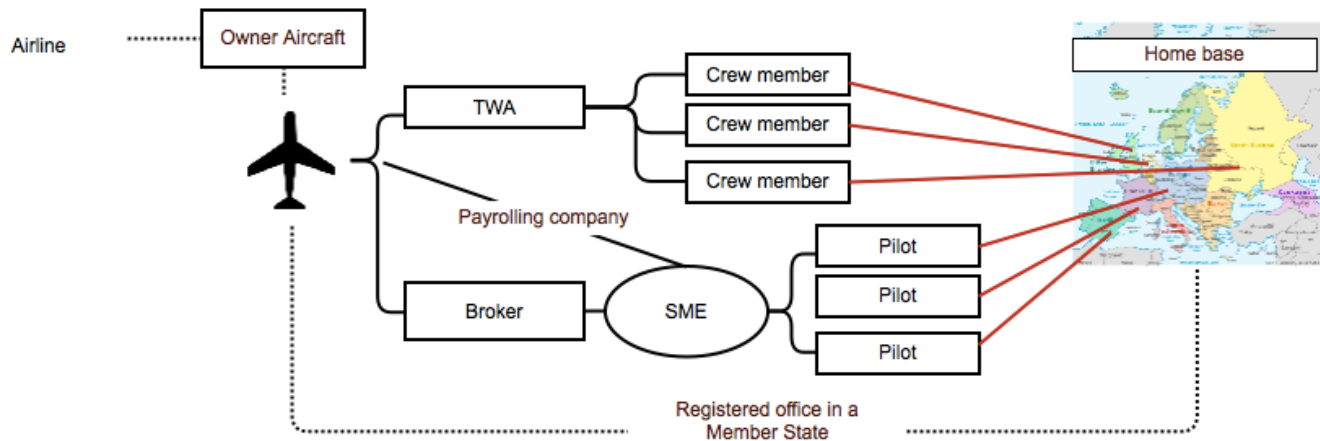 Airline
Owner Aircraft
TWA
Crew member
Crew member
Crew member
Home base
Payrolling company
Broker
SME
Pilot
Pilot
Pilot
Registered office in a
Member State